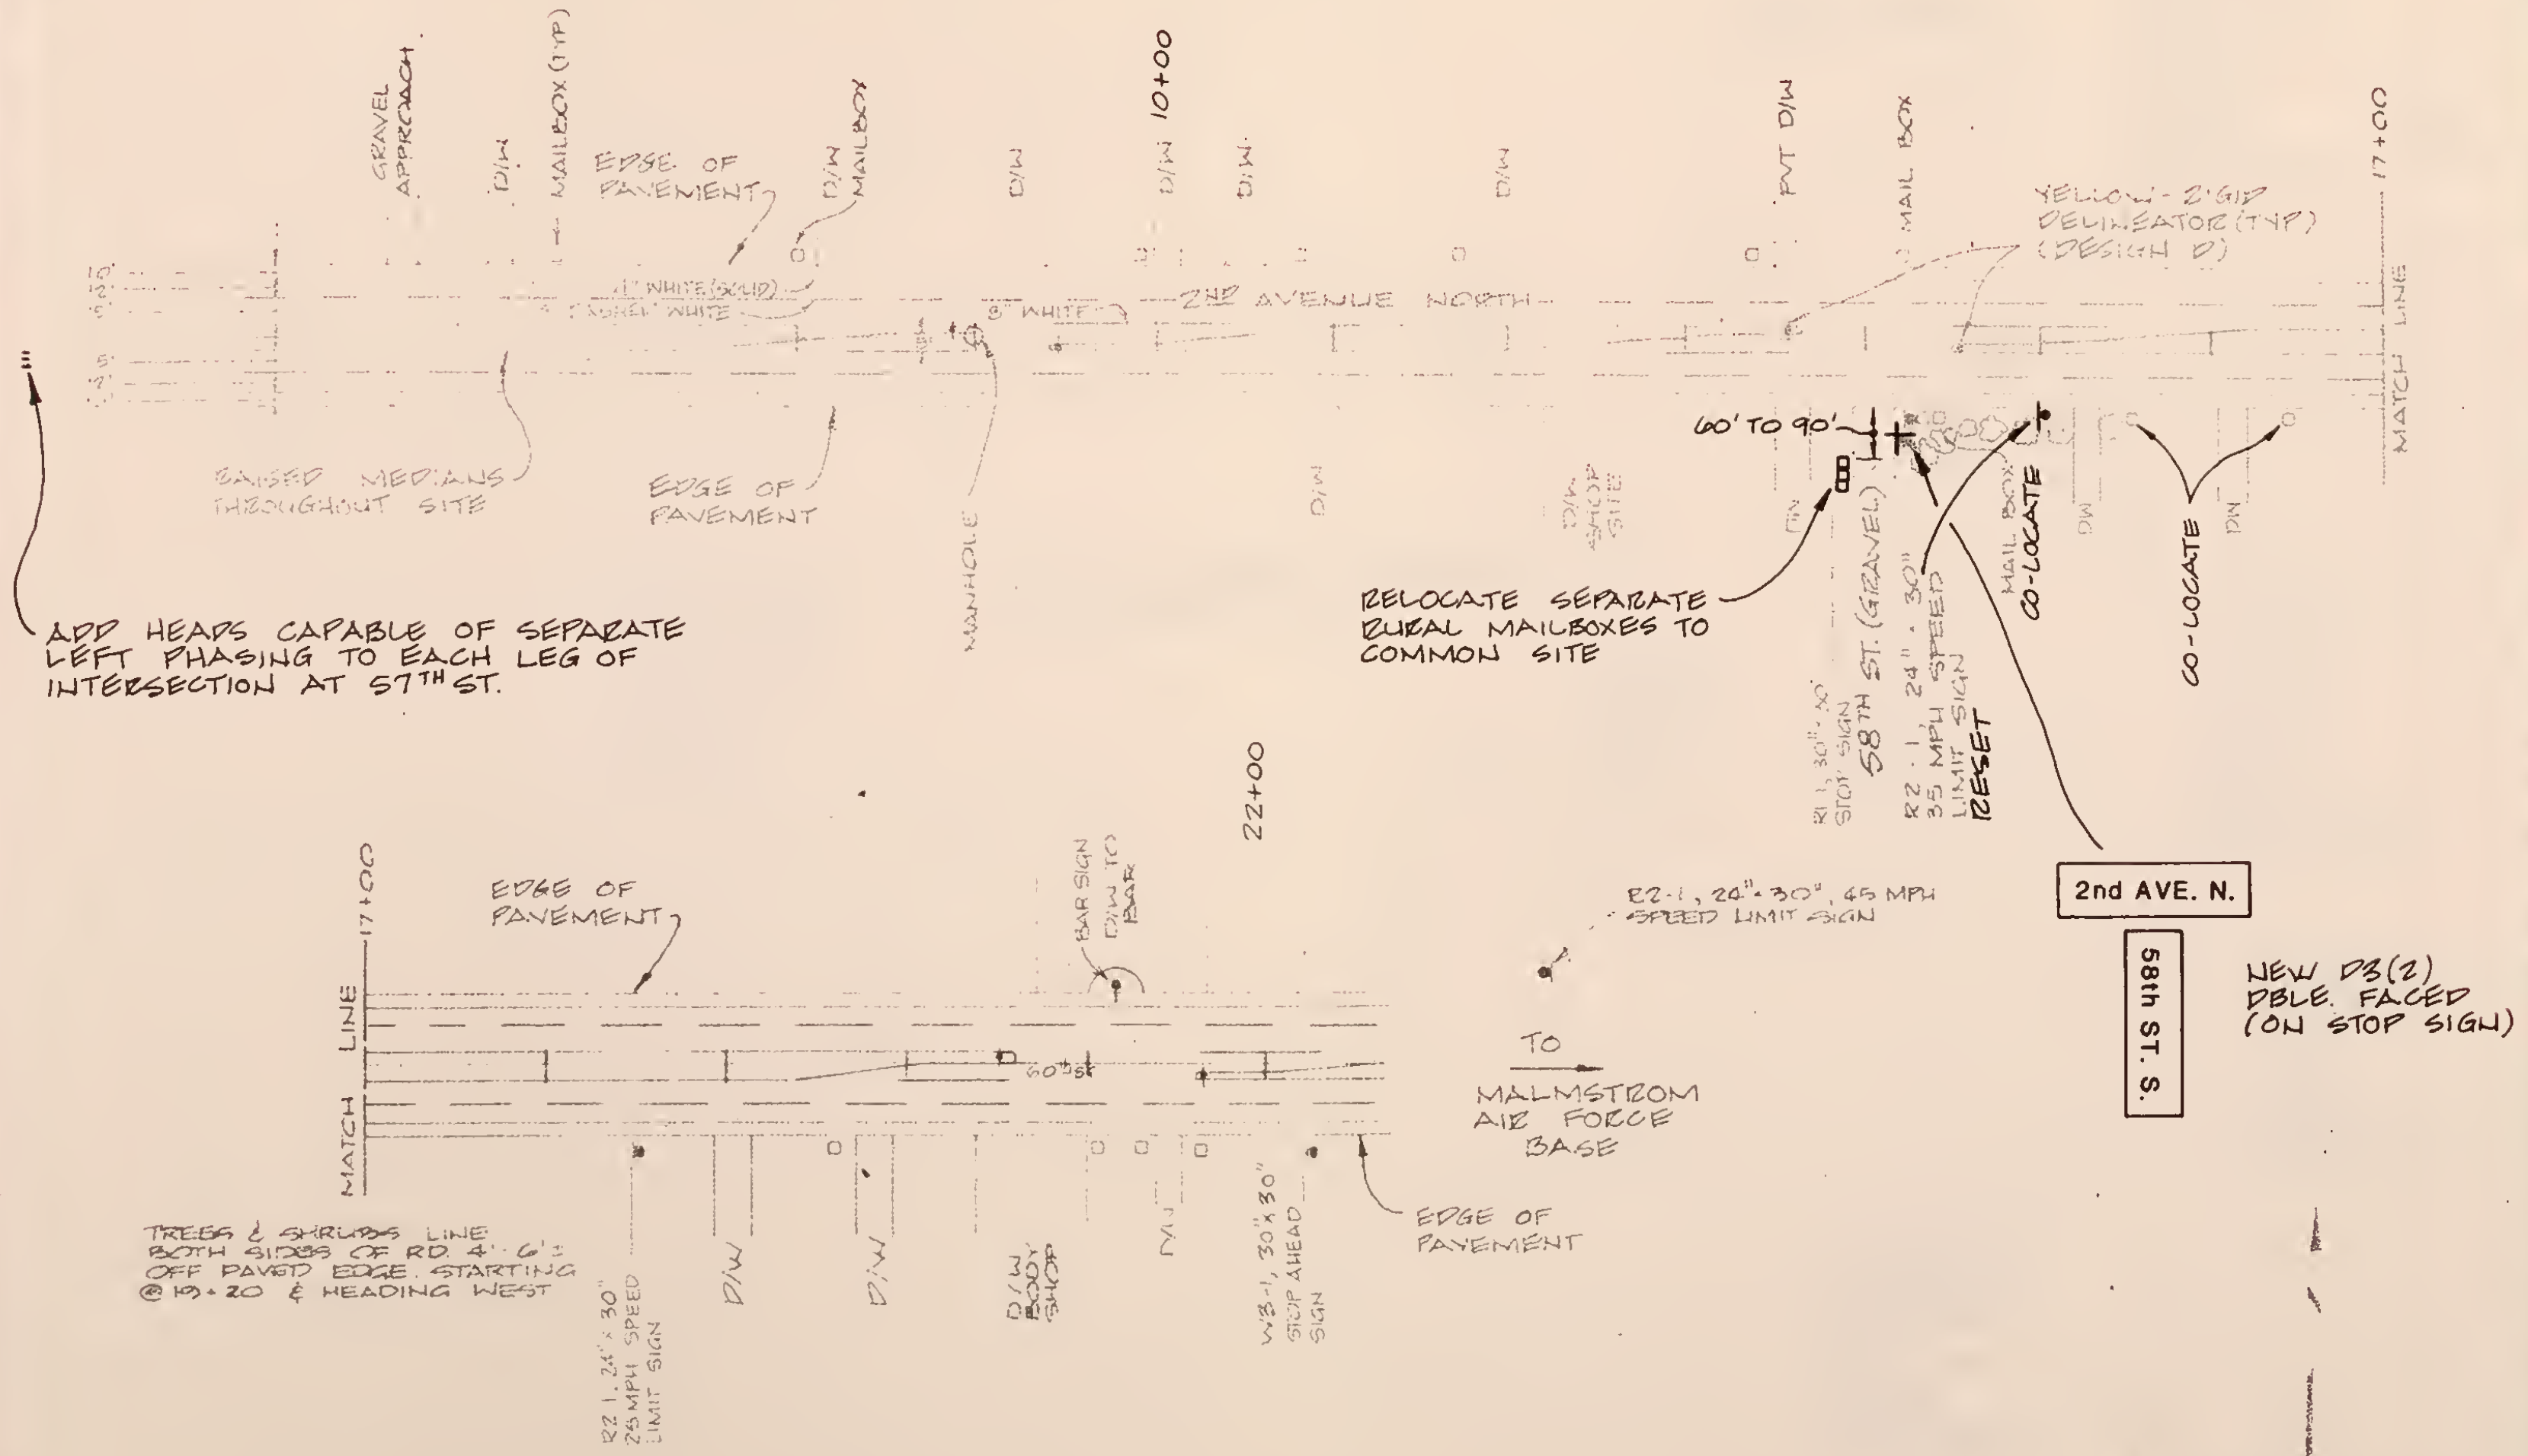 GRAVEL
APPROACH
D/W
MAILBOX (TYP)
EDGE OF
PAVEMENT
D/W
MAILBOX
D/W
D/W 10+00
D/W
D/W
PVT D/W
MAIL BOX
YELLOW - 2' GID
DELINEATOR (TYP)
(DESIGN D)
17+00
MATCH LINE
WHITE (SOLID)
WHITE
8" WHITE
2ND AVENUE NORTH
RAISED MEDIANS
THROUGHOUT SITE
EDGE OF
PAVEMENT
MANHOLE
D/W
D/W
SHOP
SITE
60' TO 90'
MAIL BOX
CO-LOCATE
DW
CO-LOCATE
DW
ADD HEADS CAPABLE OF SEPARATE
LEFT PHASING TO EACH LEG OF
INTERSECTION AT 57TH ST.
RELOCATE SEPARATE
RURAL MAILBOXES TO
COMMON SITE
STOP SIGN
58TH ST. (GRAVEL)
R2-1, 24" x 30"
35 MPH SPEED
LIMIT SIGN
RESET
2nd AVE. N.
58th ST. S.
NEW D3(2)
DBLE. FACED
(ON STOP SIGN)
17+00
MATCH LINE
EDGE OF
PAVEMENT
BAR SIGN
D/W TO
BAR
22+00
R2-1, 24" x 30", 45 MPH
SPEED LIMIT SIGN
TO
MALMSTROM
AIR FORCE
BASE
TREES & SHRUBS LINE
BOTH SIDES OF RD. 4'-6'±
OFF PAVED EDGE. STARTING
@ 19+20 & HEADING WEST
R2-1, 24" x 30"
25 MPH SPEED
LIMIT SIGN
D/W
D/W
D/W
BODY
SHOP
W3-1, 30" x 30"
STOP AHEAD
SIGN
EDGE OF
PAVEMENT